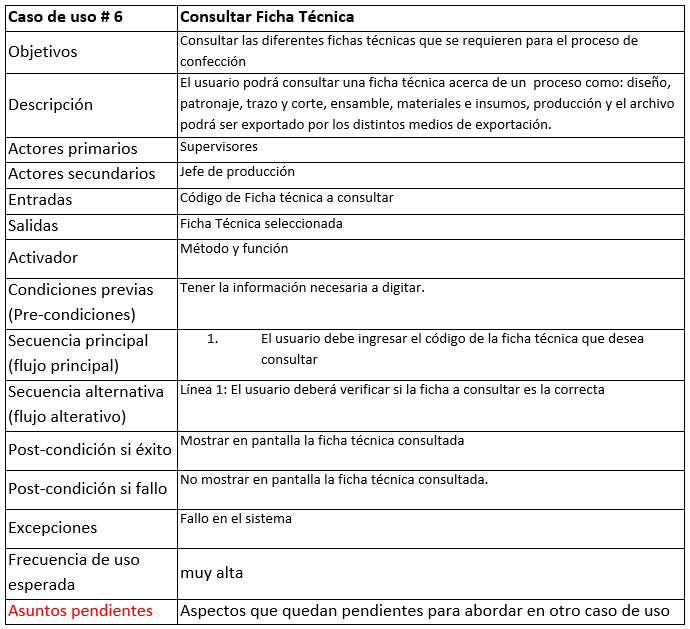 Caso de uso # 6
Consultar Ficha Técnica
Objetivos
Consultar las diferentes fichas técnicas que se requieren para el proceso de
confección
Descripción
El usuario podrá consultar una ficha técnica acerca de un proceso como: diseño,
patronaje, trazo y corte, ensamble, materiales e insumos, producción y el archivo
podrá ser exportado por los distintos medios de exportación.
Actores primarios
Supervisores
Actores secundarios
Jefe de producción
Entradas
Código de Ficha técnica a consultar
Salidas
Ficha Técnica seleccionada
Activador
Método y función
Condiciones previas
(Pre-condiciones)
Tener la información necesaria a digitar.
Secuencia principal
(flujo principal)
1. El usuario debe ingresar el código de la ficha técnica que desea
consultar
Secuencia alternativa
(flujo alterativo)
Línea 1: El usuario deberá verificar si la ficha a consultar es la correcta
Post-condición si éxito
Mostrar en pantalla la ficha técnica consultada
Post-condición si fallo
No mostrar en pantalla la ficha técnica consultada.
Excepciones
Fallo en el sistema
Frecuencia de uso
esperada
muy alta
Asuntos pendientes
Aspectos que quedan pendientes para abordar en otro caso de uso